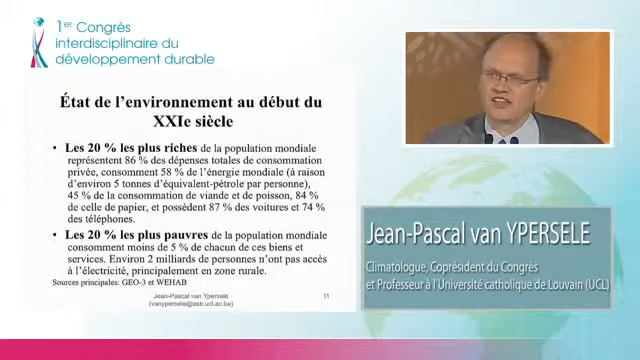 1er Congrès
interdisciplinaire du
développement durable
État de l'environnement au début du
XXIe siècle
• Les 20 % les plus riches de la population mondiale
représentent 86 % des dépenses totales de consommation
privée, consomment 58 % de l'énergie mondiale (à raison
d'environ 5 tonnes d'équivalent-pétrole par personne),
45 % de la consommation de viande et de poisson, 84 %
de celle de papier, et possèdent 87 % des voitures et 74 %
des téléphones.
• Les 20 % les plus pauvres de la population mondiale
consomment moins de 5 % de chacun de ces biens et
services. Environ 2 milliards de personnes n'ont pas accès
à l'électricité, principalement en zone rurale.
Sources principales: GEO-3 et WEHAB
Jean-Pascal van Ypersele
(vanypersele@astr.ucl.ac.be)
11
Jean-Pascal van YPERSELE
Climatologue, Coprésident du Congrès
et Professeur à l'Université catholique de Louvain (UCL)